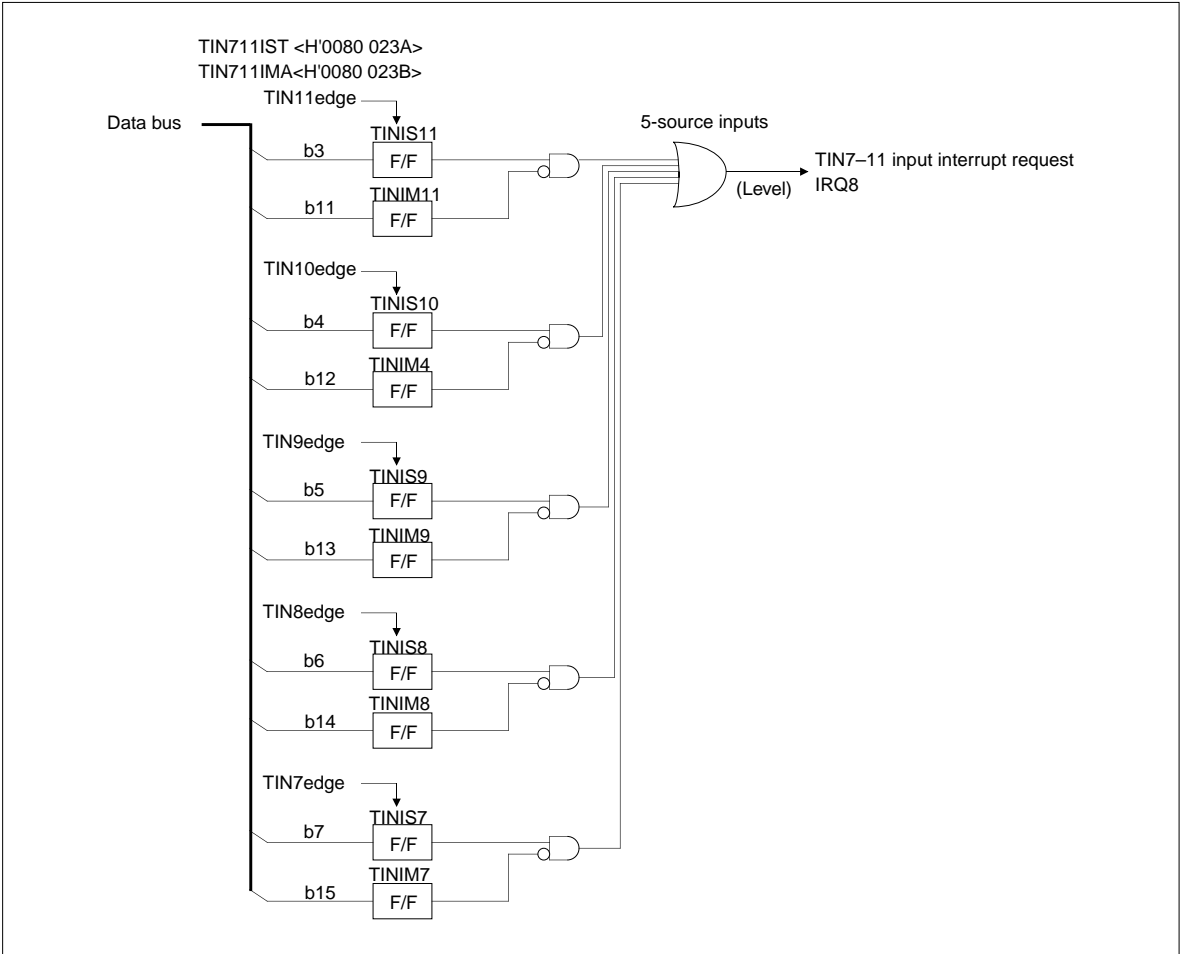 TIN711IST <H'0080 023A>
TIN711IMA<H'0080 023B>
TIN11edge
Data bus
5-source inputs
TINIS11
b3
F/F
TIN7–11 input interrupt request
(Level)
IRQ8
TINIM11
b11
F/F
TIN10edge
TINIS10
b4
F/F
TINIM4
b12
F/F
TIN9edge
TINIS9
b5
F/F
TINIM9
b13
F/F
TIN8edge
TINIS8
b6
F/F
TINIM8
b14
F/F
TIN7edge
TINIS7
b7
F/F
TINIM7
b15
F/F